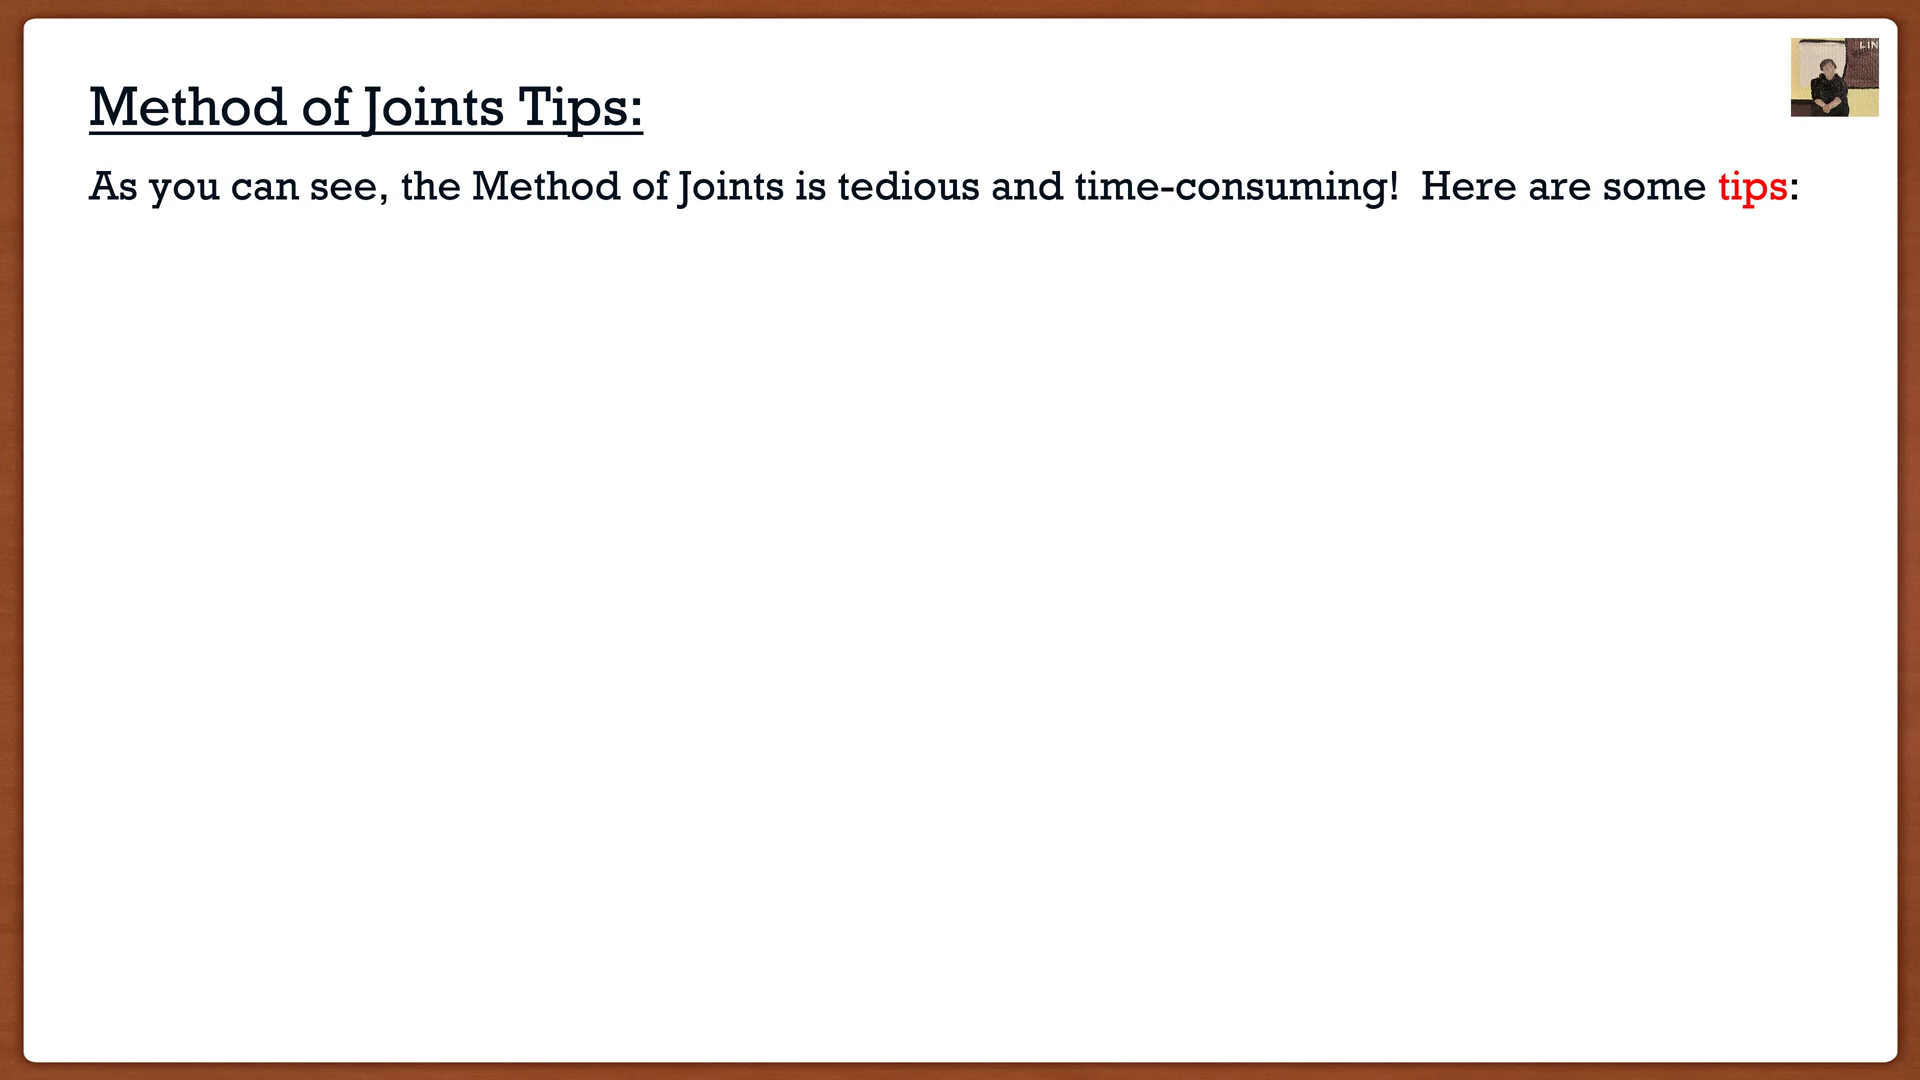 Method of Joints Tips:
As you can see, the Method of Joints is tedious and time-consuming!  Here are some tips:
LIN